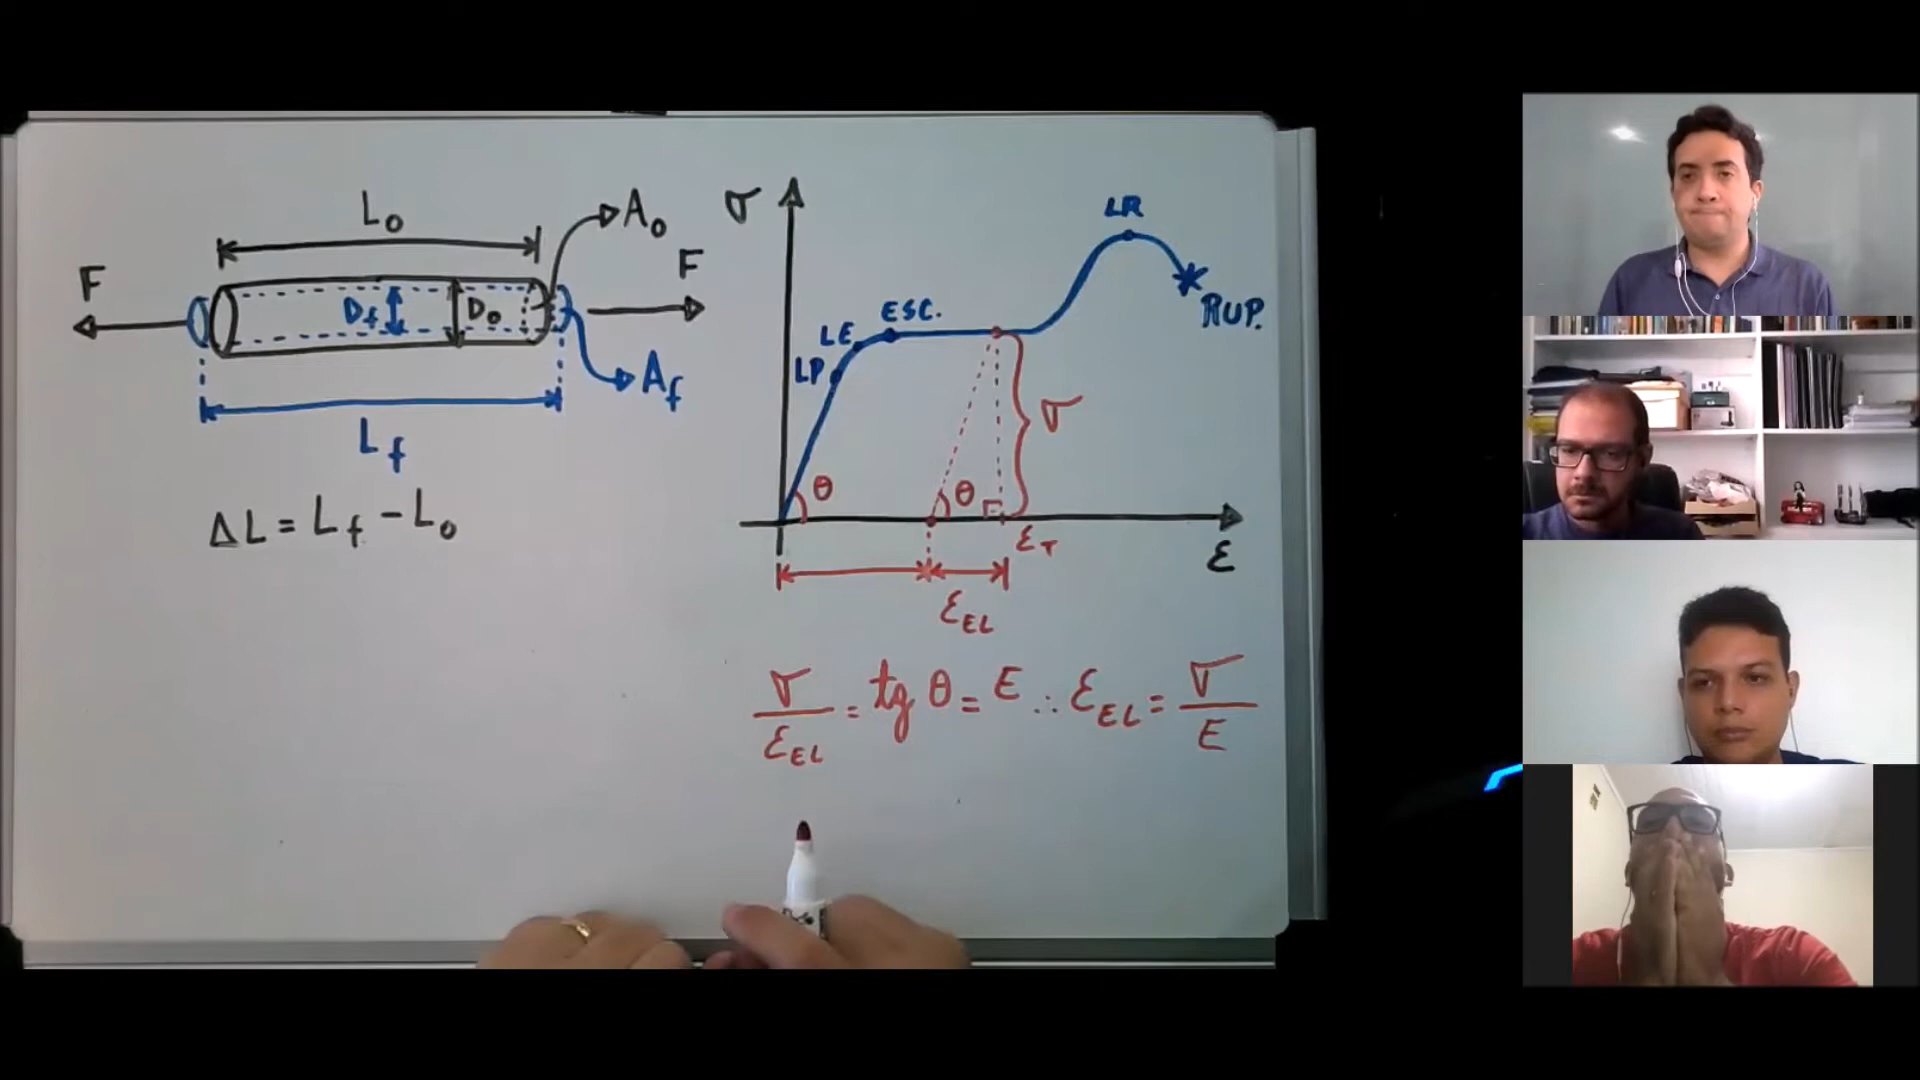 L₀
A₀
F
F
D_f
D₀
A_f
L_f
ΔL = L_f - L₀
σ
LR
RUP.
ESC.
LE
LP
σ
θ
θ
ε_T
ε
ε_EL
σ/ε_EL = tg θ = E ∴ ε_EL = σ/E